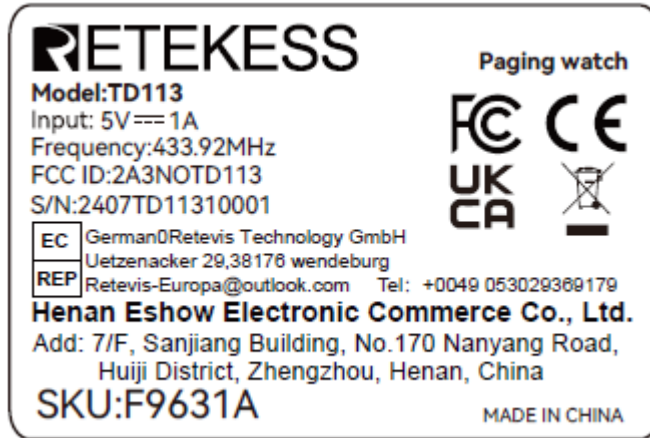 RETEKESS
Paging watch
Model:TD113
Input: 5V⎓1A
Frequency:433.92MHz
FCC ID:2A3NOTD113
S/N:2407TD11310001
FC CE
UK
CA
EC REP
German0Retevis Technology GmbH
Uetzenacker 29,38176 wendeburg
Retevis-Europa@outlook.com Tel: +0049 053029369179
Henan Eshow Electronic Commerce Co., Ltd.
Add: 7/F, Sanjiang Building, No.170 Nanyang Road,
Huiji District, Zhengzhou, Henan, China
SKU:F9631A
MADE IN CHINA